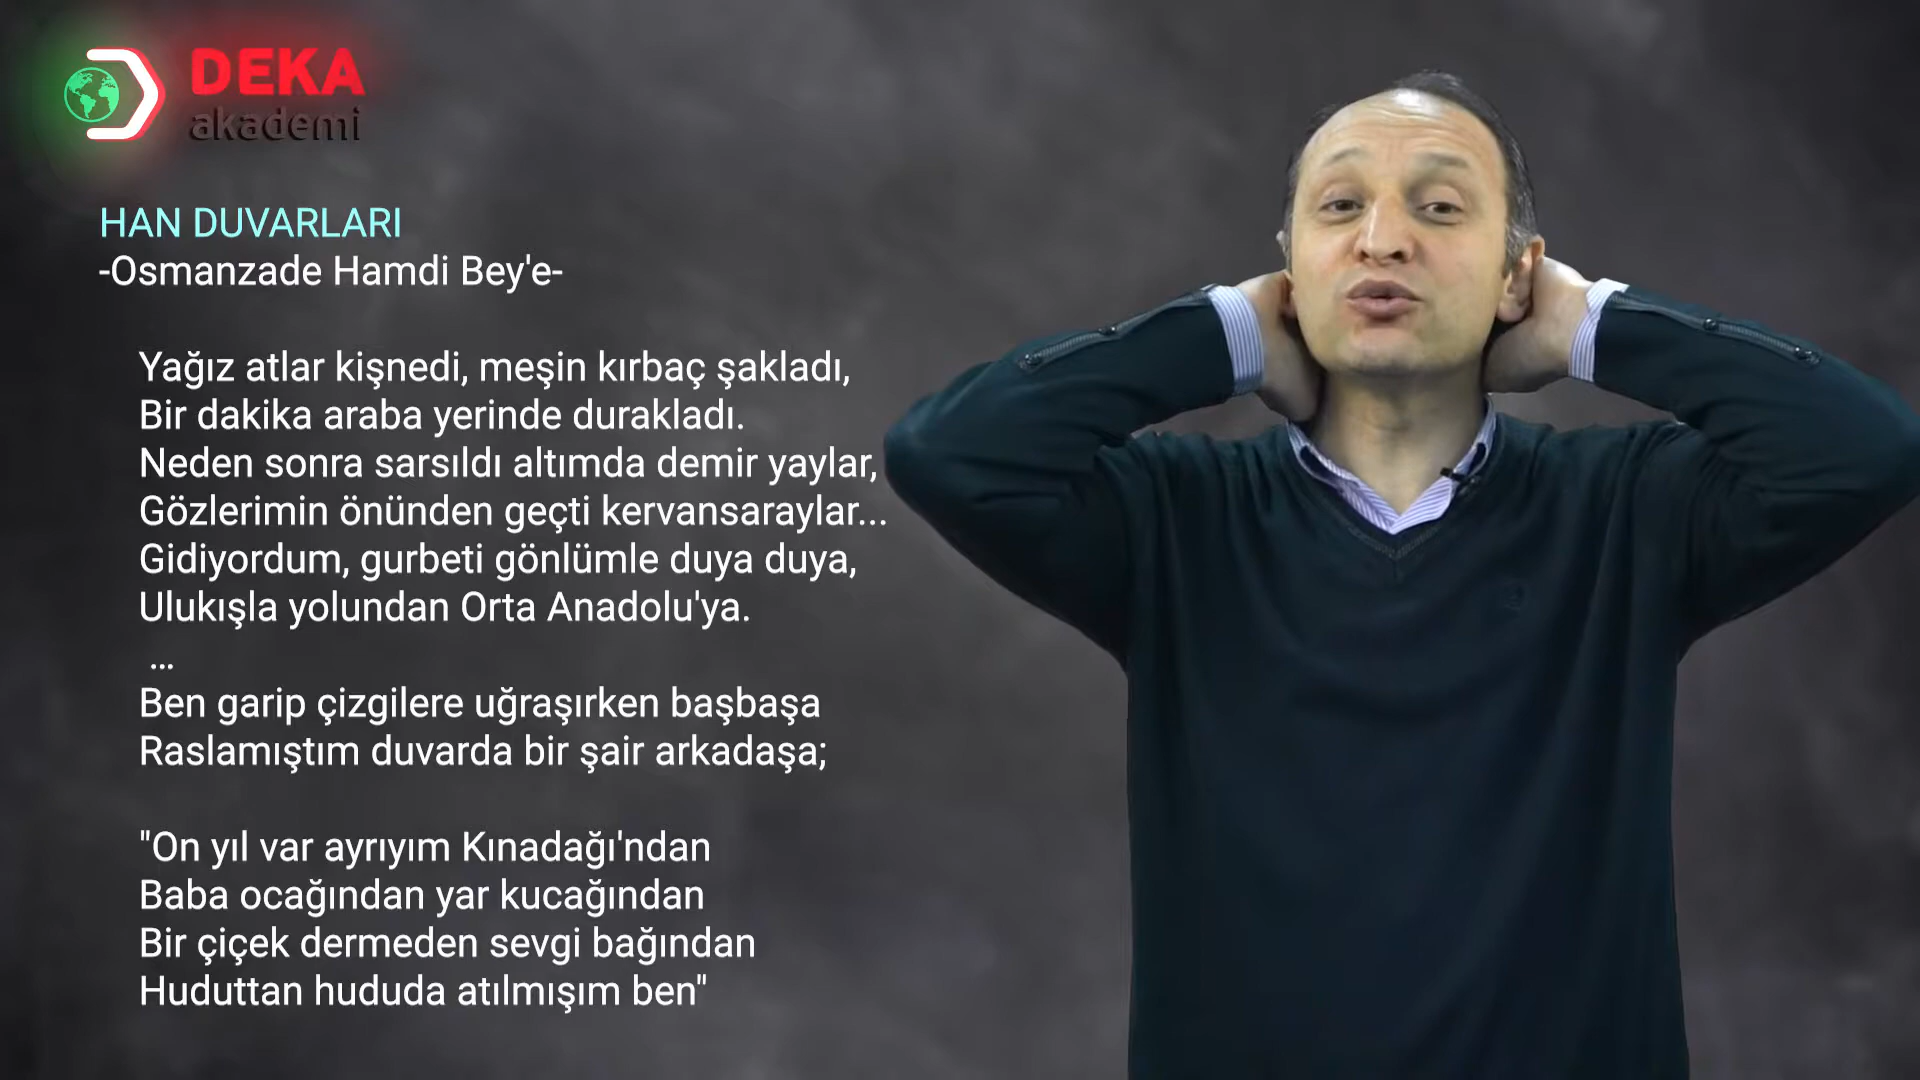 DEKA
akademi
HAN DUVARLARI
-Osmanzade Hamdi Bey'e-
Yağız atlar kişnedi, meşin kırbaç şakladı,
Bir dakika araba yerinde durakladı.
Neden sonra sarsıldı altımda demir yaylar,
Gözlerimin önünden geçti kervansaraylar...
Gidiyordum, gurbeti gönlümle duya duya,
Ulukışla yolundan Orta Anadolu'ya.
...
Ben garip çizgilere uğraşırken başbaşa
Raslamıştım duvarda bir şair arkadaşa;
"On yıl var ayrıyım Kınadağı'ndan
Baba ocağından yar kucağından
Bir çiçek dermeden sevgi bağından
Huduttan hududa atılmışım ben"